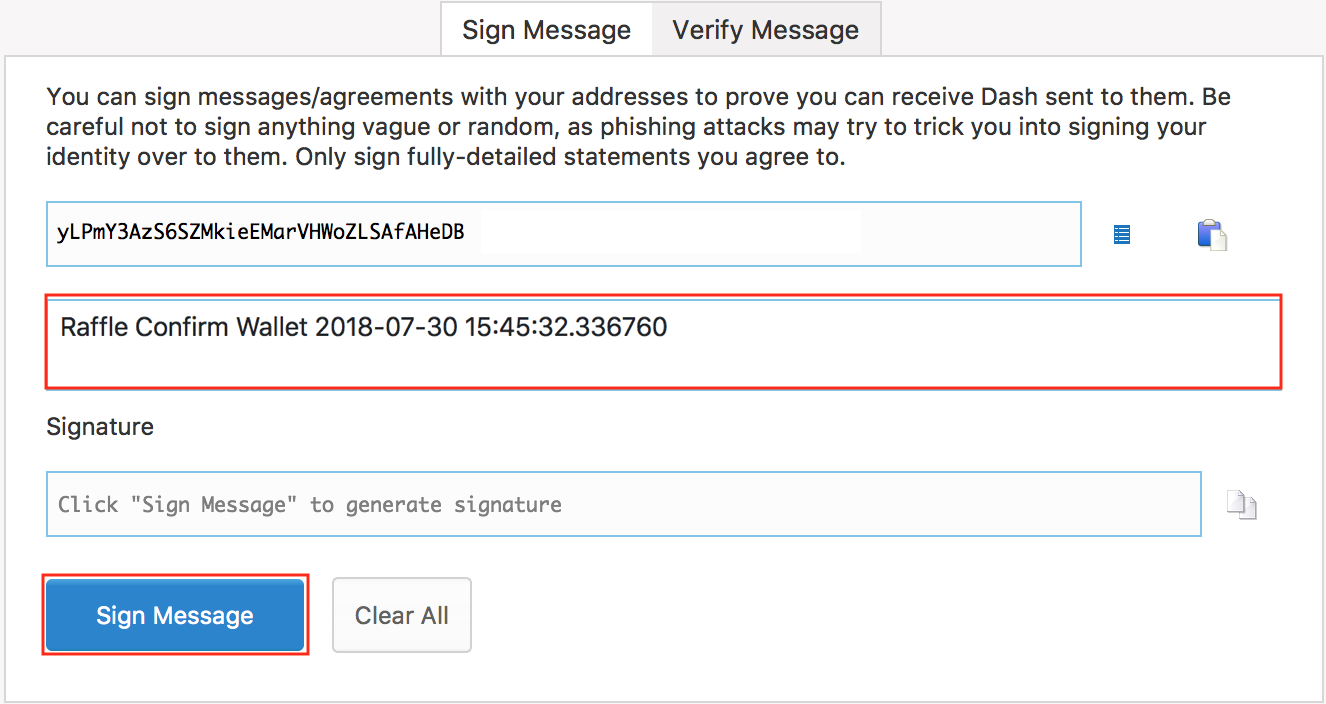 Sign Message
Verify Message
You can sign messages/agreements with your addresses to prove you can receive Dash sent to them. Be
careful not to sign anything vague or random, as phishing attacks may try to trick you into signing your
identity over to them. Only sign fully-detailed statements you agree to.
yLPmY3AzS6SZMkieEMarVHWoZLSAfAHeDB
Raffle Confirm Wallet 2018-07-30 15:45:32.336760
Signature
Click "Sign Message" to generate signature
Sign Message
Clear All